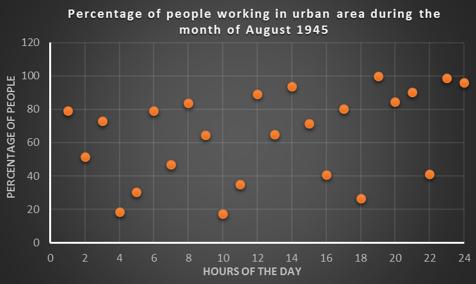 Percentage of people working in urban area during the
month of August 1945
120
100
80
60
40
20
0
PERCENTAGE OF PEOPLE
0 2 4 6 8 10 12 14 16 18 20 22 24
HOURS OF THE DAY